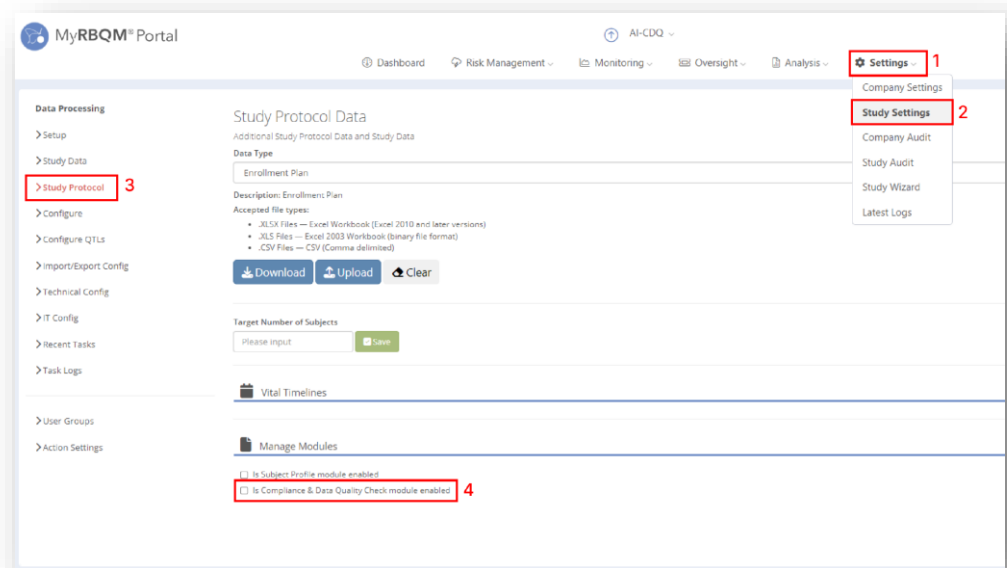 MyRBQM® Portal
AI-CDQ
Dashboard
Risk Management
Monitoring
Oversight
Analysis
Settings
1
Company Settings
Study Settings
2
Company Audit
Study Audit
Study Wizard
Latest Logs
Data Processing
Setup
Study Data
Study Protocol
3
Configure
Configure QTLs
Import/Export Config
Technical Config
IT Config
Recent Tasks
Task Logs
User Groups
Action Settings
Study Protocol Data
Additional Study Protocol Data and Study Data
Data Type
Enrollment Plan
Description: Enrollment Plan
Accepted file types:
• .XLSX Files — Excel Workbook (Excel 2010 and later versions)
• .XLS Files — Excel 2003 Workbook (binary file format)
• .CSV Files — CSV (Comma delimited)
Download
Upload
Clear
Target Number of Subjects
Please input
Save
Vital Timelines
Manage Modules
Is Subject Profile module enabled
Is Compliance & Data Quality Check module enabled
4